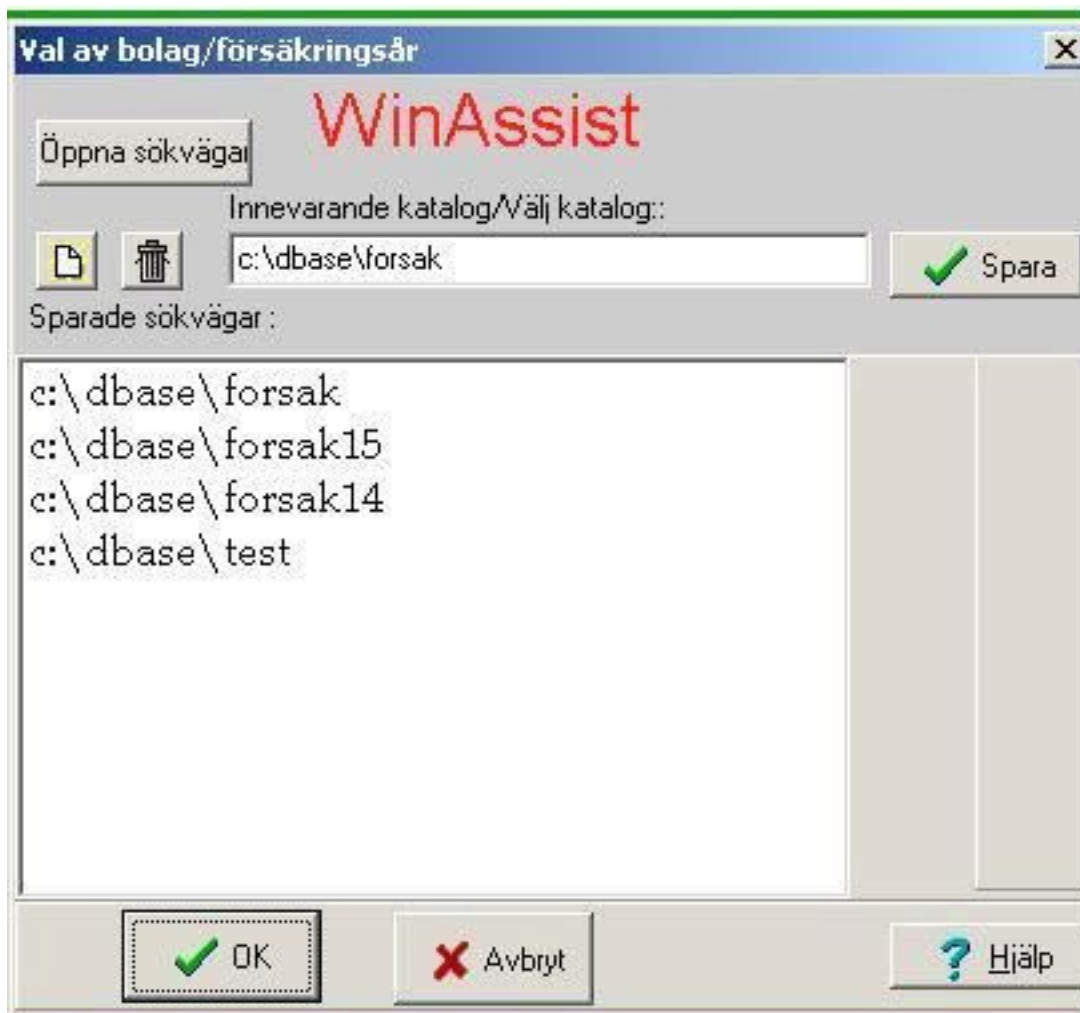 Val av bolag/försäkringsår
WinAssist
Öppna sökvägar
Innevarande katalog/Välj katalog::
c:\dbase\forsak
Spara
Sparade sökvägar :
c:\dbase\forsak
c:\dbase\forsak15
c:\dbase\forsak14
c:\dbase\test
OK
Avbryt
Hjälp